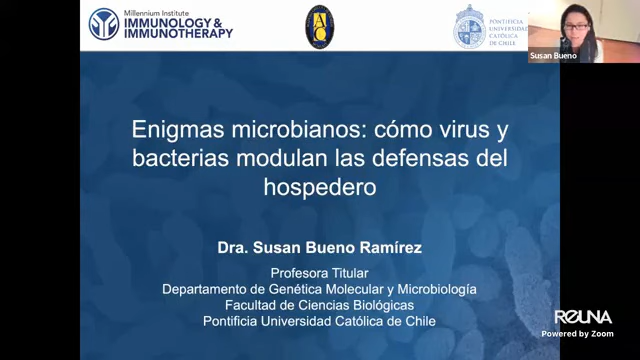 Millennium Institute
IMMUNOLOGY &
IMMUNOTHERAPY
PONTIFICIA
UNIVERSIDAD
CATÓLICA
DE CHILE
Susan Bueno
Enigmas microbianos: cómo virus y
bacterias modulan las defensas del
hospedero
Dra. Susan Bueno Ramírez
Profesora Titular
Departamento de Genética Molecular y Microbiología
Facultad de Ciencias Biológicas
Pontificia Universidad Católica de Chile
REUNA
Powered by Zoom